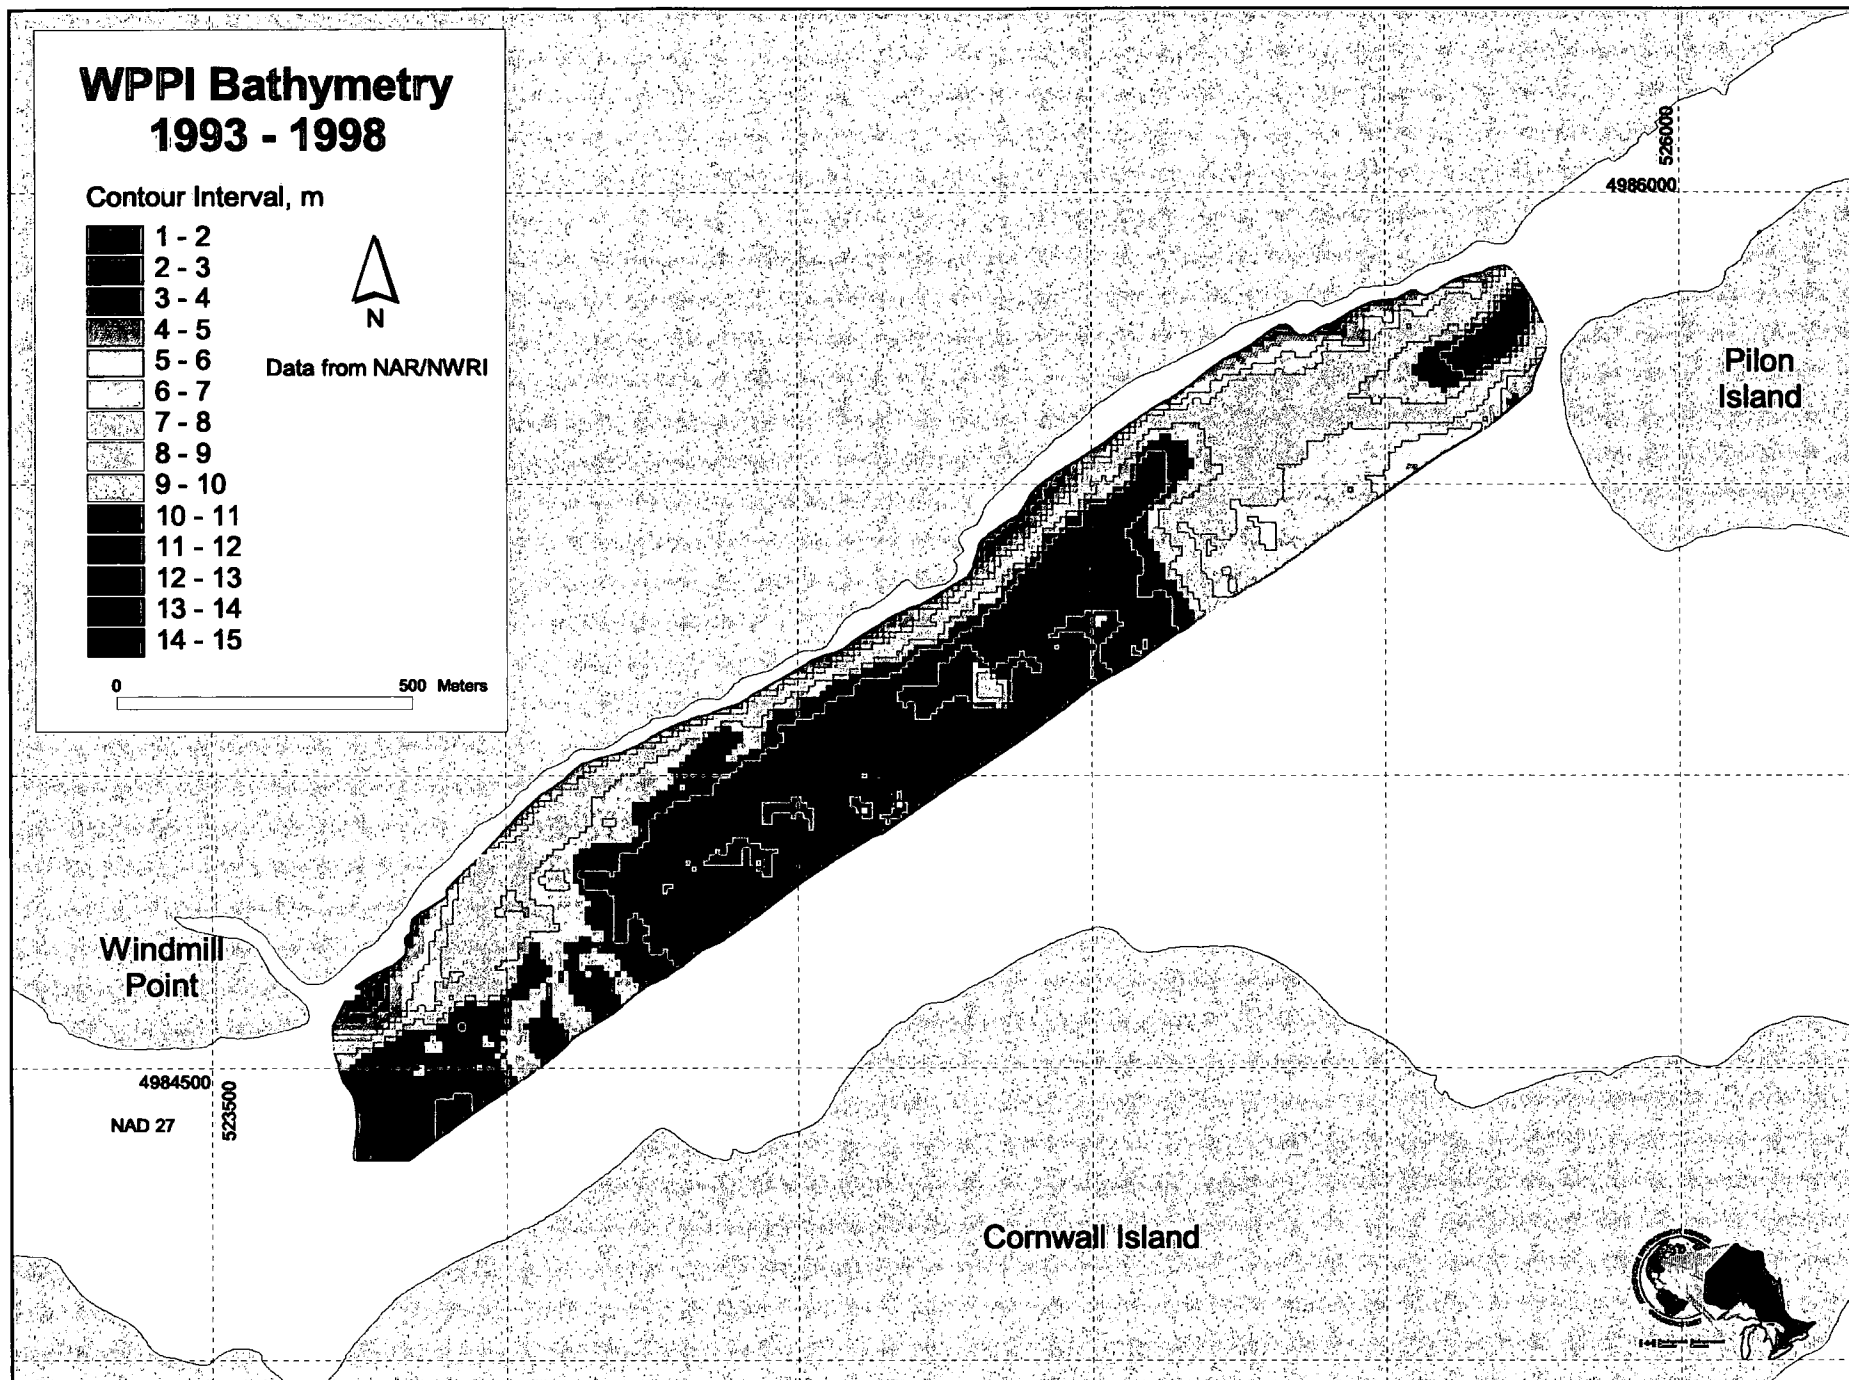 WPPI Bathymetry
1993 - 1998
Contour Interval, m
1 - 2
2 - 3
3 - 4
4 - 5
5 - 6
6 - 7
7 - 8
8 - 9
9 - 10
10 - 11
11 - 12
12 - 13
13 - 14
14 - 15
N
Data from NAR/NWRI
0 500 Meters
526000
4986000
Pilon
Island
Windmill
Point
4984500
523500
NAD 27
Cornwall Island